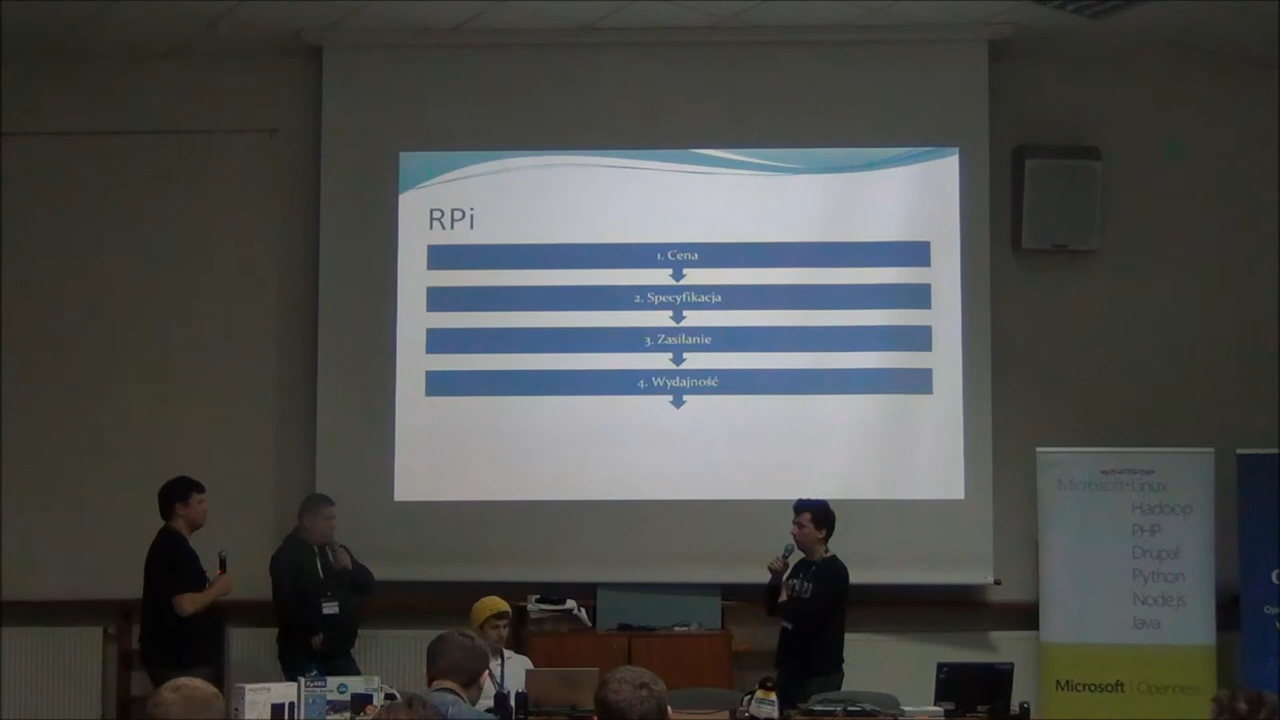 RPi
1. Cena
2. Specyfikacja
3. Zasilanie
4. Wydajność
Microsoft+Linux
Hadoop
PHP
Drupal
Python
Node.js
Java
Microsoft | Openness